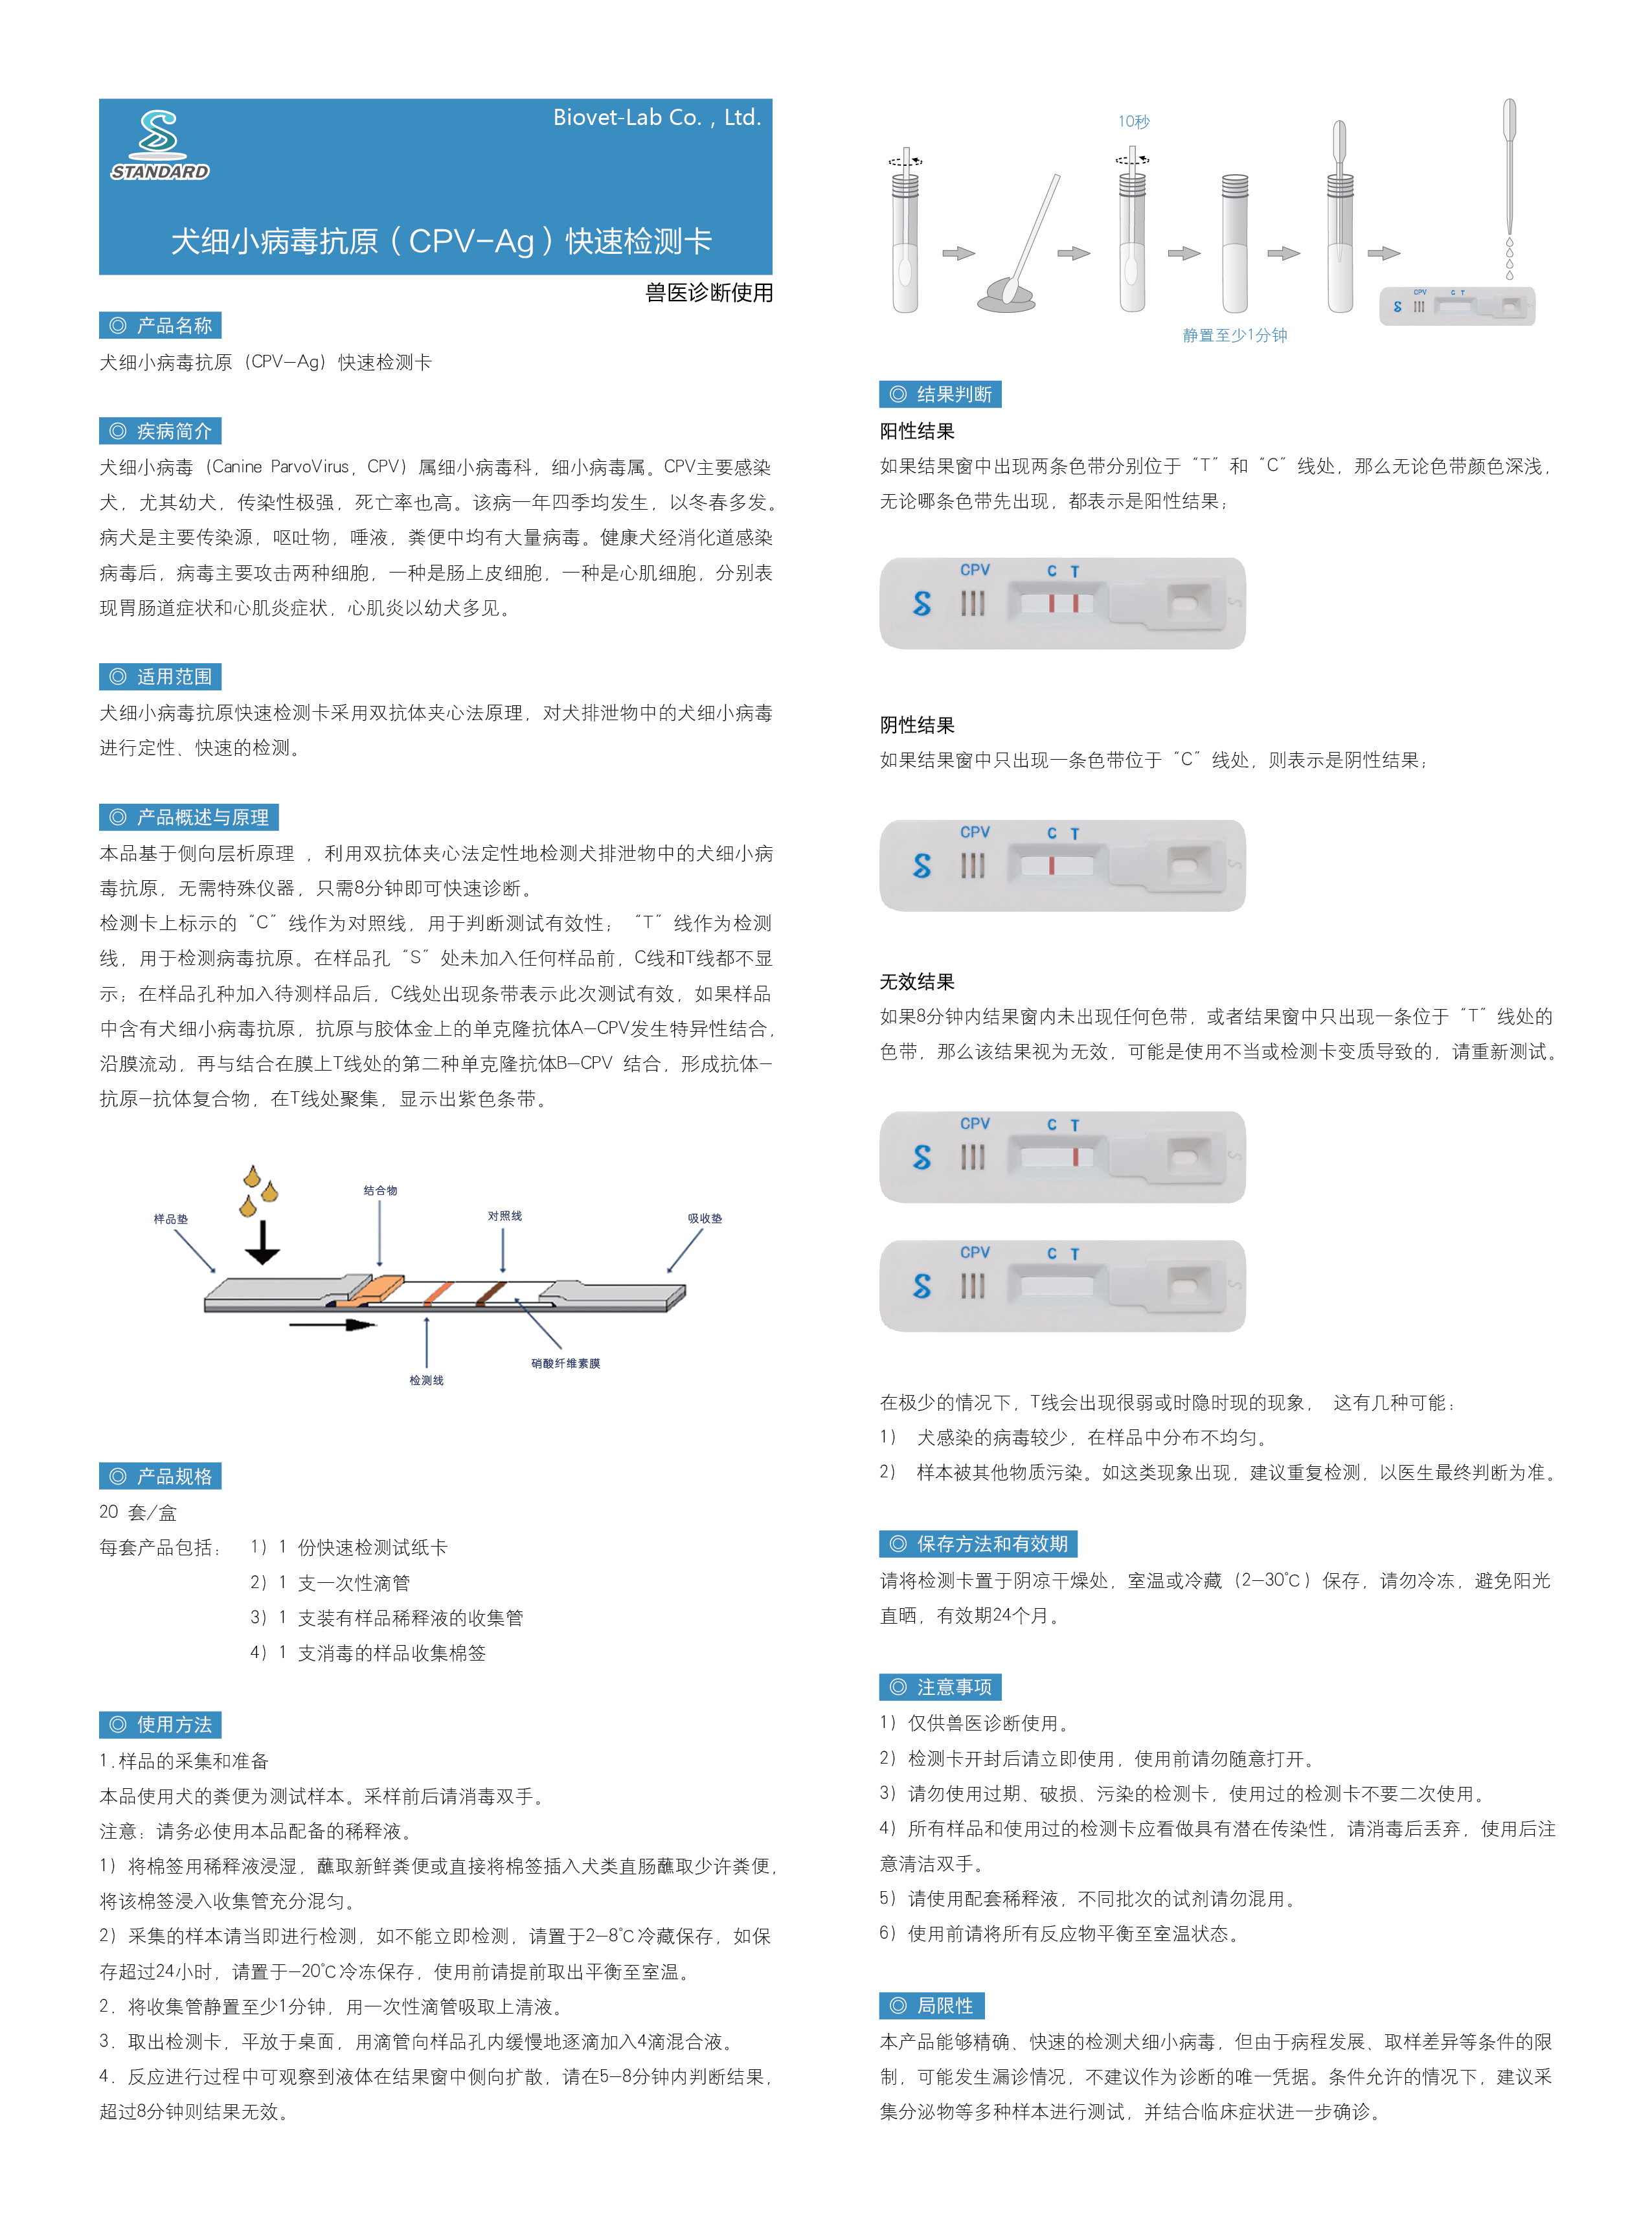 Biovet-Lab Co. , Ltd.
STANDARD
犬细小病毒抗原（CPV-Ag）快速检测卡
兽医诊断使用
◎ 产品名称
犬细小病毒抗原（CPV-Ag）快速检测卡
◎ 疾病简介
犬细小病毒（Canine ParvoVirus，CPV）属细小病毒科，细小病毒属。CPV主要感染
犬，尤其幼犬，传染性极强，死亡率也高。该病一年四季均发生，以冬春多发。
病犬是主要传染源，呕吐物，唾液，粪便中均有大量病毒。健康犬经消化道感染
病毒后，病毒主要攻击两种细胞，一种是肠上皮细胞，一种是心肌细胞，分别表
现胃肠道症状和心肌炎症状，心肌炎以幼犬多见。
◎ 适用范围
犬细小病毒抗原快速检测卡采用双抗体夹心法原理，对犬排泄物中的犬细小病毒
进行定性、快速的检测。
◎ 产品概述与原理
本品基于侧向层析原理 ，利用双抗体夹心法定性地检测犬排泄物中的犬细小病
毒抗原，无需特殊仪器，只需8分钟即可快速诊断。
检测卡上标示的“C”线作为对照线，用于判断测试有效性； “T”线作为检测
线，用于检测病毒抗原。在样品孔“S”处未加入任何样品前，C线和T线都不显
示；在样品孔种加入待测样品后，C线处出现条带表示此次测试有效，如果样品
中含有犬细小病毒抗原，抗原与胶体金上的单克隆抗体A-CPV发生特异性结合，
沿膜流动，再与结合在膜上T线处的第二种单克隆抗体B-CPV 结合，形成抗体-
抗原-抗体复合物，在T线处聚集，显示出紫色条带。
结合物
样品垫
对照线
吸收垫
硝酸纤维素膜
检测线
◎ 产品规格
20 套/盒
每套产品包括： 1）1 份快速检测试纸卡
2）1 支一次性滴管
3）1 支装有样品稀释液的收集管
4）1 支消毒的样品收集棉签
◎ 使用方法
1.样品的采集和准备
本品使用犬的粪便为测试样本。采样前后请消毒双手。
注意：请务必使用本品配备的稀释液。
1）将棉签用稀释液浸湿，蘸取新鲜粪便或直接将棉签插入犬类直肠蘸取少许粪便，
将该棉签浸入收集管充分混匀。
2）采集的样本请当即进行检测，如不能立即检测，请置于2-8℃冷藏保存，如保
存超过24小时，请置于-20℃冷冻保存，使用前请提前取出平衡至室温。
2．将收集管静置至少1分钟，用一次性滴管吸取上清液。
3．取出检测卡，平放于桌面，用滴管向样品孔内缓慢地逐滴加入4滴混合液。
4．反应进行过程中可观察到液体在结果窗中侧向扩散，请在5-8分钟内判断结果，
超过8分钟则结果无效。
10秒
静置至少1分钟
CPV C T
◎ 结果判断
阳性结果
如果结果窗中出现两条色带分别位于“T”和“C”线处，那么无论色带颜色深浅，
无论哪条色带先出现，都表示是阳性结果；
CPV C T
S
阴性结果
如果结果窗中只出现一条色带位于“C”线处，则表示是阴性结果；
CPV C T
S
无效结果
如果8分钟内结果窗内未出现任何色带，或者结果窗中只出现一条位于“T”线处的
色带，那么该结果视为无效，可能是使用不当或检测卡变质导致的，请重新测试。
CPV C T
S
CPV C T
S
在极少的情况下，T线会出现很弱或时隐时现的现象， 这有几种可能：
1） 犬感染的病毒较少，在样品中分布不均匀。
2） 样本被其他物质污染。如这类现象出现，建议重复检测，以医生最终判断为准。
◎ 保存方法和有效期
请将检测卡置于阴凉干燥处，室温或冷藏（2-30℃）保存，请勿冷冻，避免阳光
直晒，有效期24个月。
◎ 注意事项
1）仅供兽医诊断使用。
2）检测卡开封后请立即使用，使用前请勿随意打开。
3）请勿使用过期、破损、污染的检测卡，使用过的检测卡不要二次使用。
4）所有样品和使用过的检测卡应看做具有潜在传染性，请消毒后丢弃，使用后注
意清洁双手。
5）请使用配套稀释液，不同批次的试剂请勿混用。
6）使用前请将所有反应物平衡至室温状态。
◎ 局限性
本产品能够精确、快速的检测犬细小病毒，但由于病程发展、取样差异等条件的限
制，可能发生漏诊情况，不建议作为诊断的唯一凭据。条件允许的情况下，建议采
集分泌物等多种样本进行测试，并结合临床症状进一步确诊。